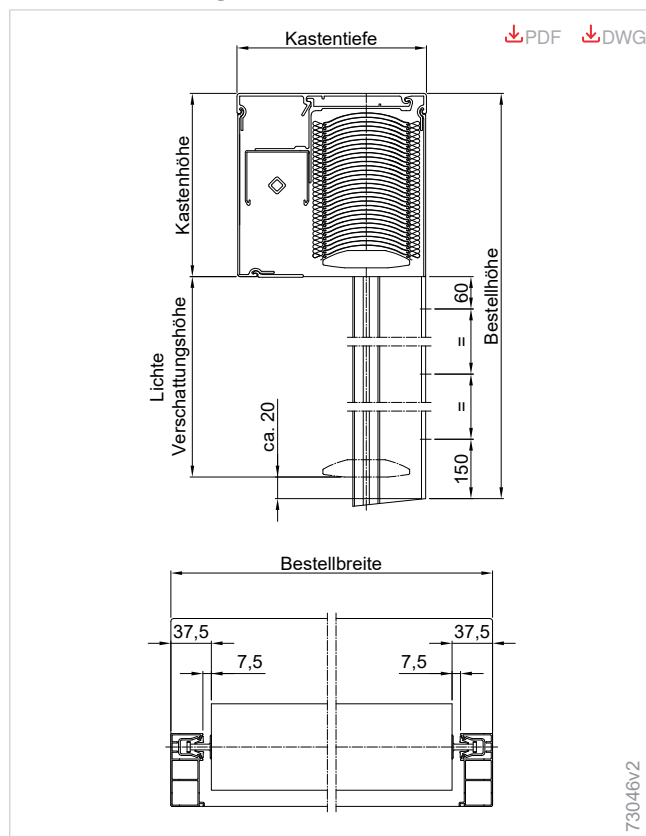 Kastentiefe
PDF DWG
Kastenhöhe
Bestellhöhe
60
Lichte
Verschattungshöhe
=
=
ca. 20
150
Bestellbreite
37,5 37,5
7,5 7,5
73046v2